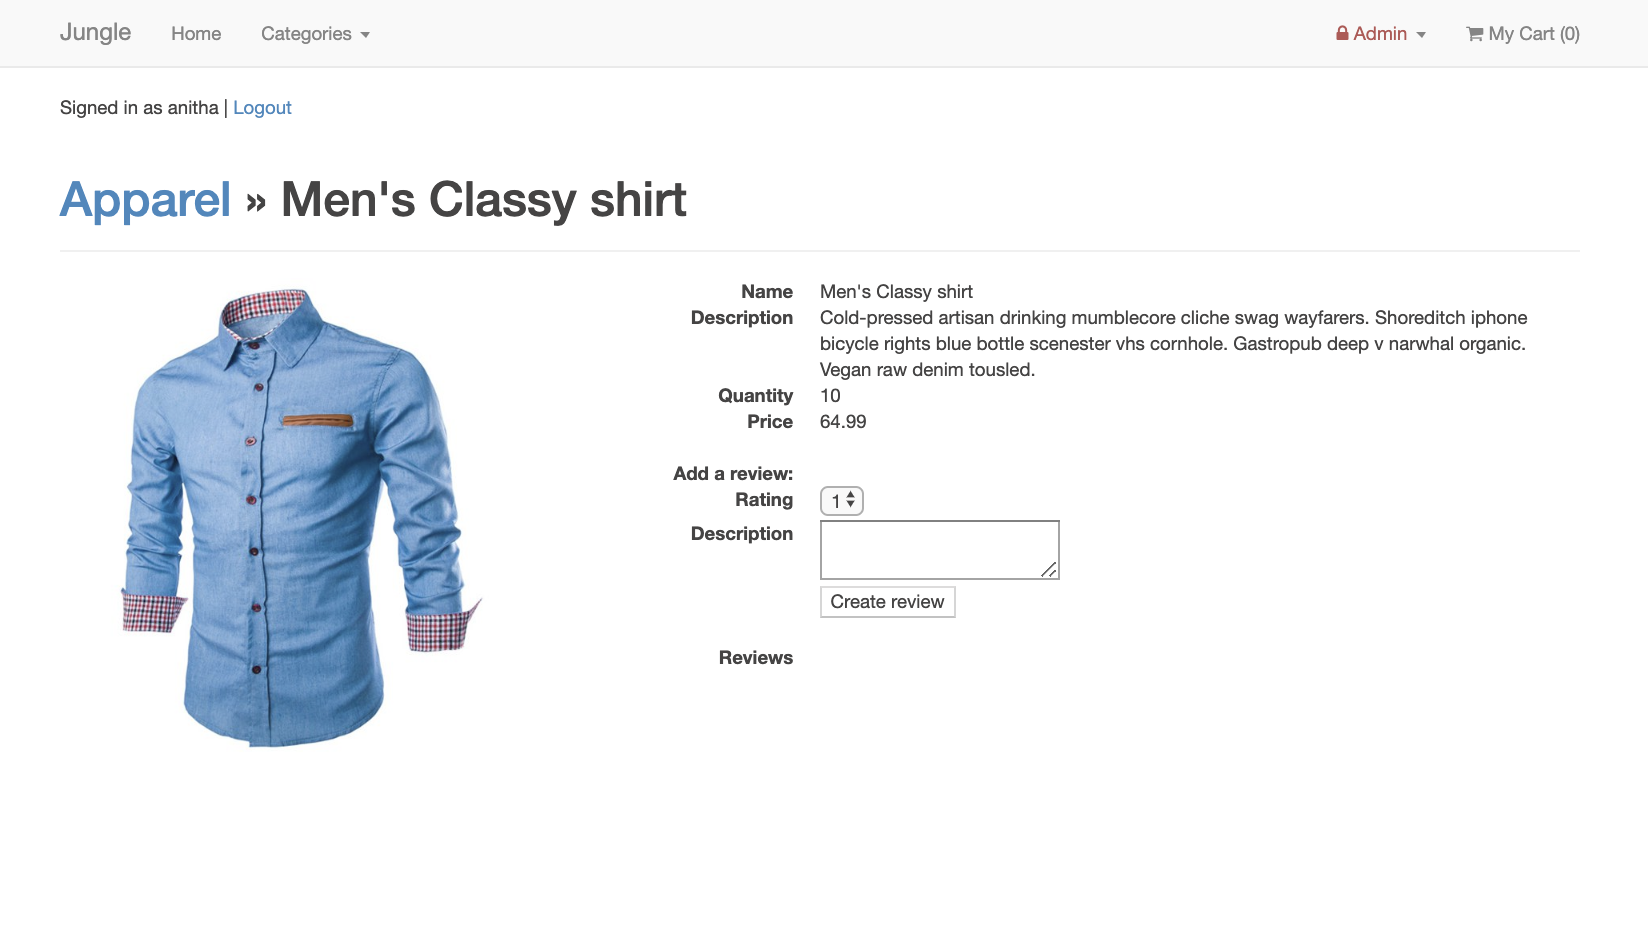 Jungle Home Categories Admin My Cart (0)
Signed in as anitha | Logout
Apparel » Men's Classy shirt
Name Men's Classy shirt
Description Cold-pressed artisan drinking mumblecore cliche swag wayfarers. Shoreditch iphone
bicycle rights blue bottle scenester vhs cornhole. Gastropub deep v narwhal organic.
Vegan raw denim tousled.
Quantity 10
Price 64.99
Add a review:
Rating 1
Description
Create review
Reviews